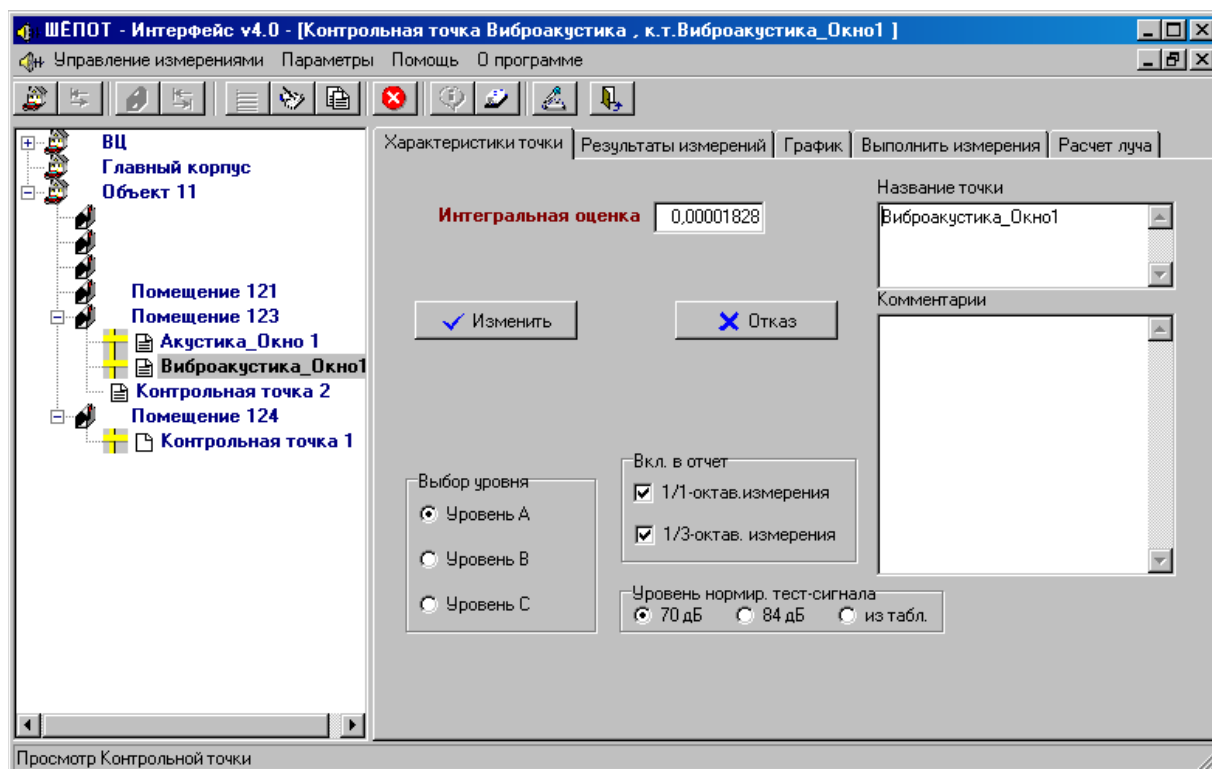 ШЁПОТ - Интерфейс v4.0 - [Контрольная точка Виброакустика , к.т.Виброакустика_Окно1 ]
Управление измерениями Параметры Помощь О программе
ВЦ
Главный корпус
Объект 11
Помещение 121
Помещение 123
Акустика_Окно 1
Виброакустика_Окно1
Контрольная точка 2
Помещение 124
Контрольная точка 1
Характеристики точки Результаты измерений График Выполнить измерения Расчет луча
Интегральная оценка 0,00001828
Название точки
Виброакустика_Окно1
Изменить Отказ
Комментарии
Выбор уровня
Уровень А
Уровень В
Уровень С
Вкл. в отчет
1/1-октав.измерения
1/3-октав. измерения
Уровень нормир. тест-сигнала
70 дБ 84 дБ из табл.
Просмотр Контрольной точки